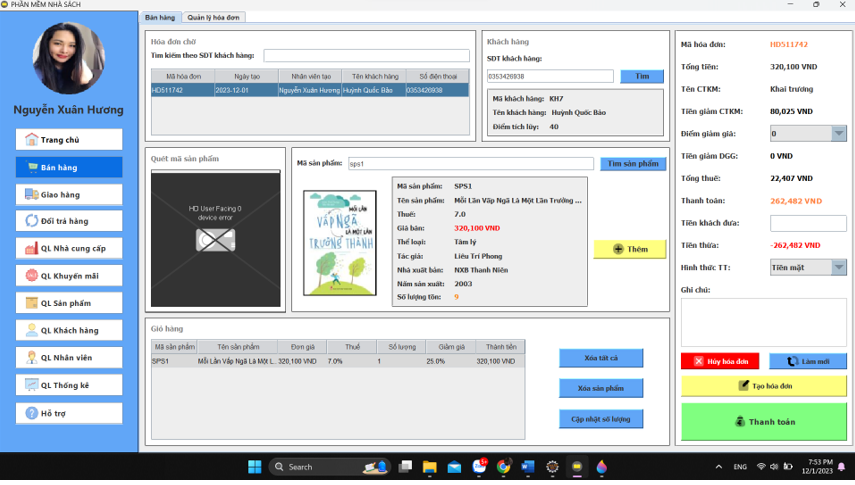 PHẦN MỀM NHÀ SÁCH
Nguyễn Xuân Hương
Trang chủ
Bán hàng
Giao hàng
Đổi trả hàng
QL Nhà cung cấp
QL Khuyến mãi
QL Sản phẩm
QL Khách hàng
QL Nhân viên
QL Thống kê
Hỗ trợ
Bán hàng Quản lý hóa đơn
Hóa đơn chờ
Tìm kiếm theo SDT khách hàng:
Mã hóa đơn Ngày tạo Nhân viên tạo Tên khách hàng Số điện thoại
HD511742 2023-12-01 Nguyễn Xuân Hương Huỳnh Quốc Bảo 0353426938
Khách hàng
SDT khách hàng:
0353426938 Tìm
Mã khách hàng: KH7
Tên khách hàng: Huỳnh Quốc Bảo
Điểm tích lũy: 40
Quét mã sản phẩm
HD User Facing 0
device error
Mã sản phẩm: sps1 Tìm sản phẩm
MỖI LẦN
VẤP NGÃ
LÀ MỘT LẦN
TRƯỞNG THÀNH
Mã sản phẩm: SPS1
Tên sản phẩm: Mỗi Lần Vấp Ngã Là Một Lần Trưởng ...
Thuế: 7.0
Giá bán: 320,100 VND
Thể loại: Tâm lý
Tác giả: Liêu Trí Phong
Nhà xuất bản: NXB Thanh Niên
Năm sản xuất: 2003
Số lượng tồn: 9
Thêm
Giỏ hàng
Mã sản phẩm Tên sản phẩm Đơn giá Thuế Số lượng Giảm giá Thành tiền
SPS1 Mỗi Lần Vấp Ngã Là Một L... 320,100 VND 7.0% 1 25.0% 320,100 VND
Xóa tất cả
Xóa sản phẩm
Cập nhật số lượng
Mã hóa đơn: HD511742
Tổng tiền: 320,100 VND
Tên CTKM: Khai trương
Tiền giảm CTKM: 80,025 VND
Điểm giảm giá: 0
Tiền giảm DGG: 0 VND
Tổng thuế: 22,407 VND
Thanh toán: 262,482 VND
Tiền khách đưa:
Tiền thừa: -262,482 VND
Hình thức TT: Tiền mặt
Ghi chú:
Hủy hóa đơn Làm mới
Tạo hóa đơn
Thanh toán
Search
ENG
7:53 PM
12/1/2023